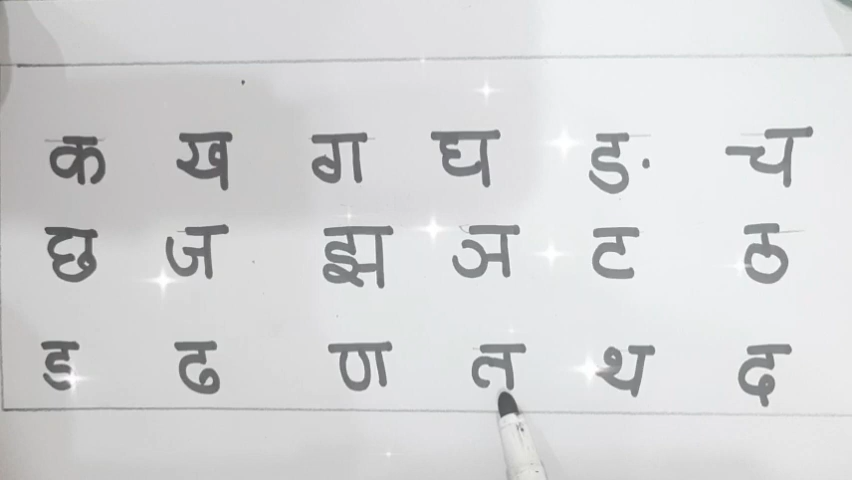 क ख ग घ ङ च
छ ज झ ञ ट ठ
ड ढ ण त थ द